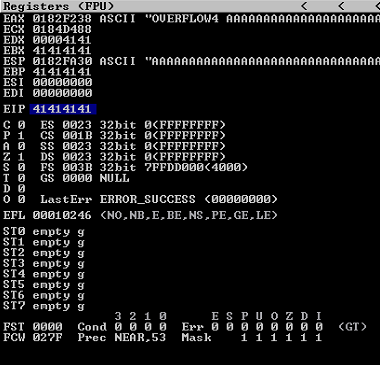 Registers (FPU) < < <
EAX 0182F238 ASCII "OVERFLOW4 AAAAAAAAAAAAAAAAAAAAAAAAAA
ECX 0184D488
EDX 00004141
EBX 41414141
ESP 0182FA30 ASCII "AAAAAAAAAAAAAAAAAAAAAAAAAAAAAAAAAAAA
EBP 41414141
ESI 00000000
EDI 00000000
EIP 41414141
C 0 ES 0023 32bit 0(FFFFFFFF)
P 1 CS 001B 32bit 0(FFFFFFFF)
A 0 SS 0023 32bit 0(FFFFFFFF)
Z 1 DS 0023 32bit 0(FFFFFFFF)
S 0 FS 003B 32bit 7FFDD000(4000)
T 0 GS 0000 NULL
D 0
O 0 LastErr ERROR_SUCCESS (00000000)
EFL 00010246 (NO,NB,E,BE,NS,PE,GE,LE)
ST0 empty g
ST1 empty g
ST2 empty g
ST3 empty g
ST4 empty g
ST5 empty g
ST6 empty g
ST7 empty g
3 2 1 0 E S P U O Z D I
FST 0000 Cond 0 0 0 0 Err 0 0 0 0 0 0 0 0 (GT)
FCW 027F Prec NEAR,53 Mask 1 1 1 1 1 1